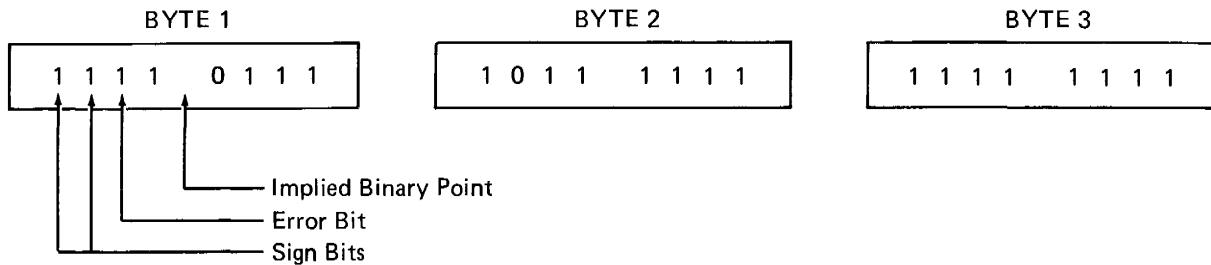 BYTE 1 BYTE 2 BYTE 3
1 1 1 1 0 1 1 1 1 0 1 1 1 1 1 1 1 1 1 1 1 1 1 1
Implied Binary Point
Error Bit
Sign Bits